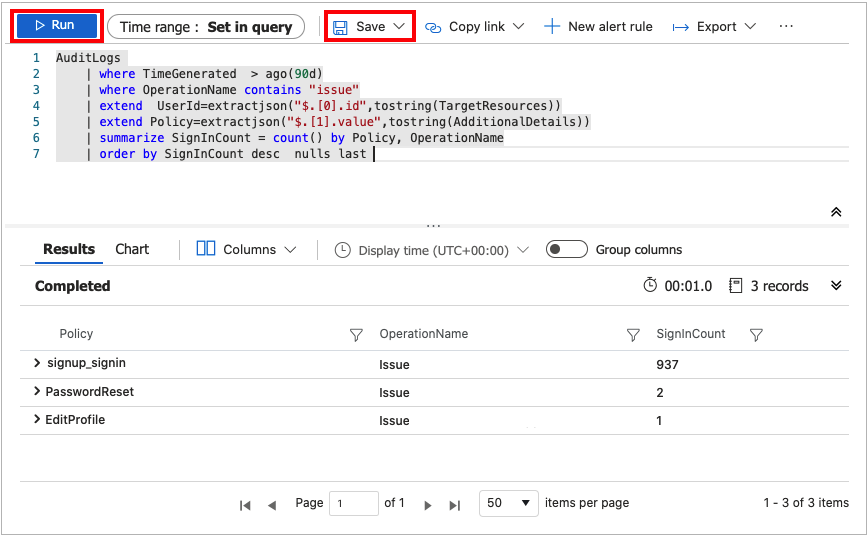 Run Time range : Set in query Save Copy link New alert rule Export ...
1 AuditLogs
2 | where TimeGenerated > ago(90d)
3 | where OperationName contains "issue"
4 | extend UserId=extractjson("$.[0].id",tostring(TargetResources))
5 | extend Policy=extractjson("$.[1].value",tostring(AdditionalDetails))
6 | summarize SignInCount = count() by Policy, OperationName
7 | order by SignInCount desc nulls last
Results Chart Columns Display time (UTC+00:00) Group columns
Completed 00:01.0 3 records
Policy OperationName SignInCount
signup_signin Issue 937
PasswordReset Issue 2
EditProfile Issue 1
Page 1 of 1 50 items per page 1 - 3 of 3 items